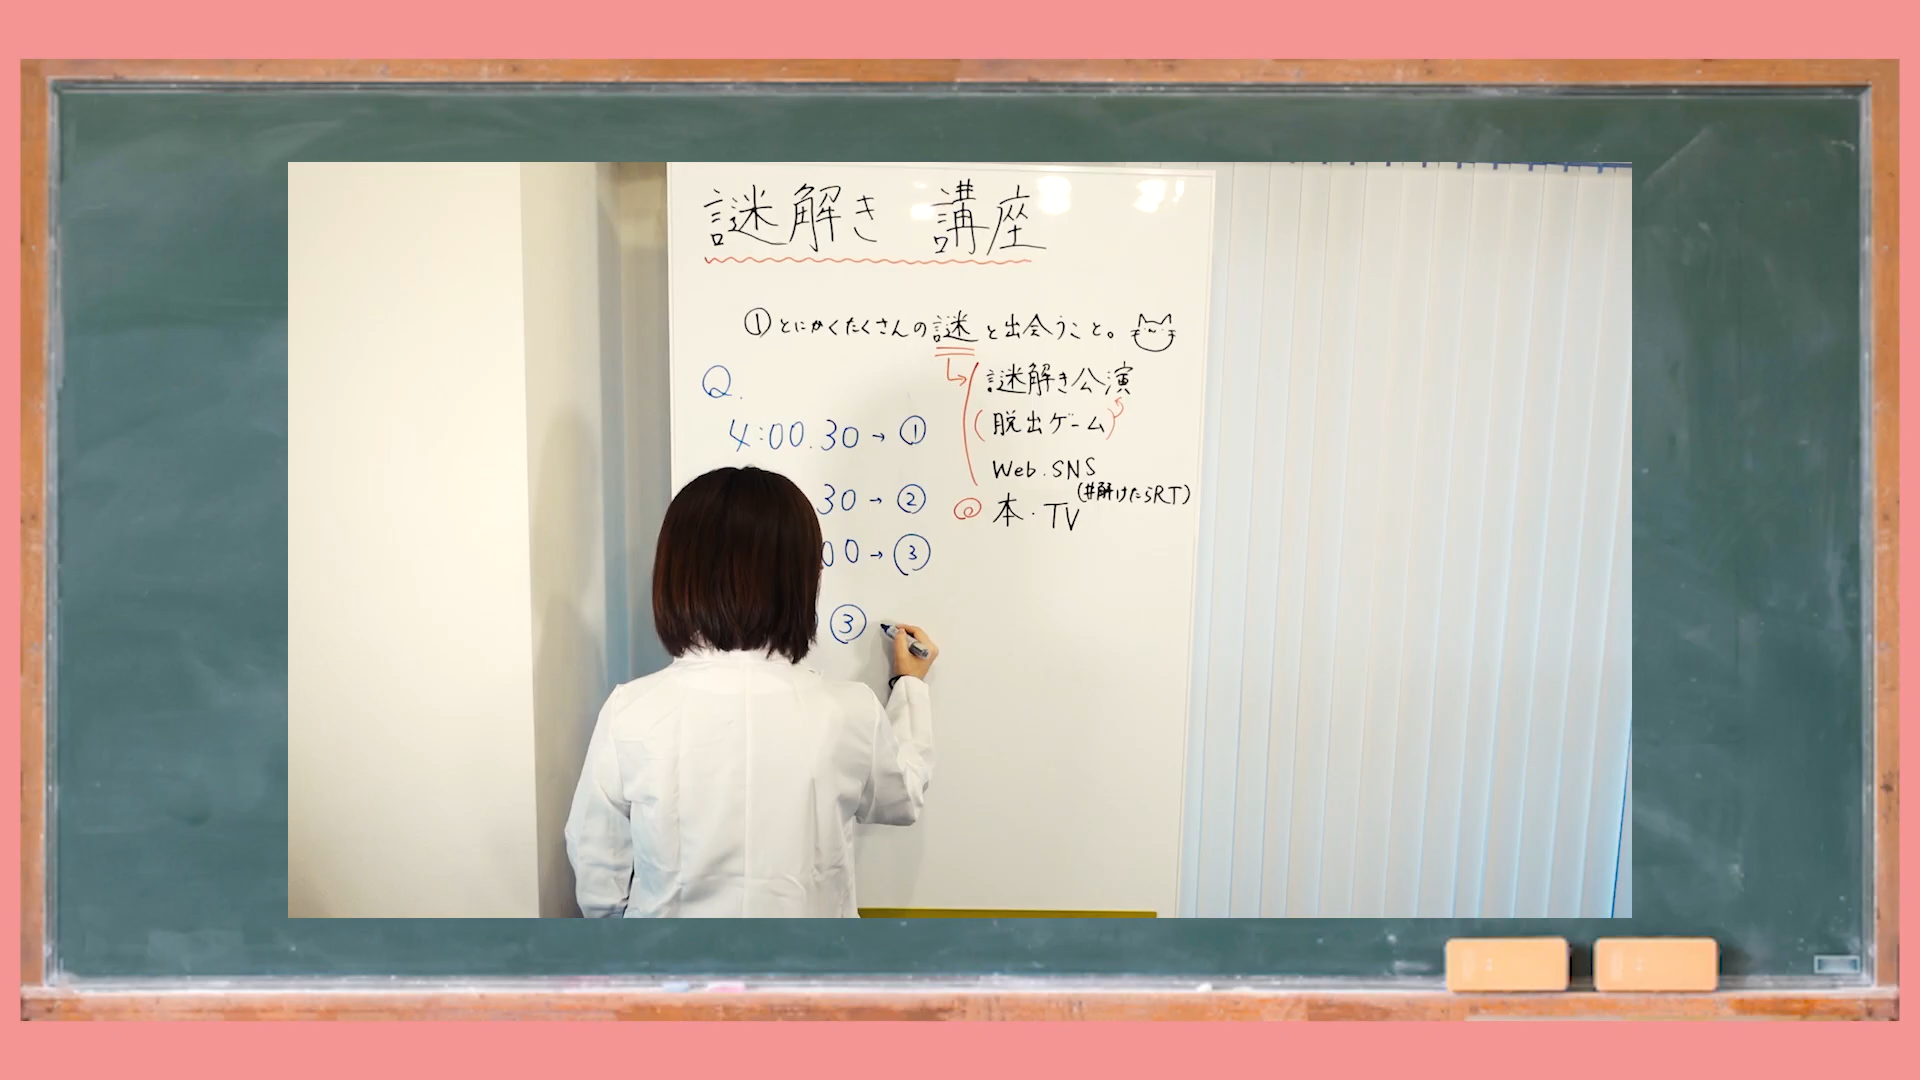 謎解き 講座
①とにかくたくさんの謎と出会うこと。
謎解き公演
(脱出ゲーム)
Web.SNS
(#解けたらRT)
◎ 本・TV
Q.
4:00.30→①
30→②
00→③
③